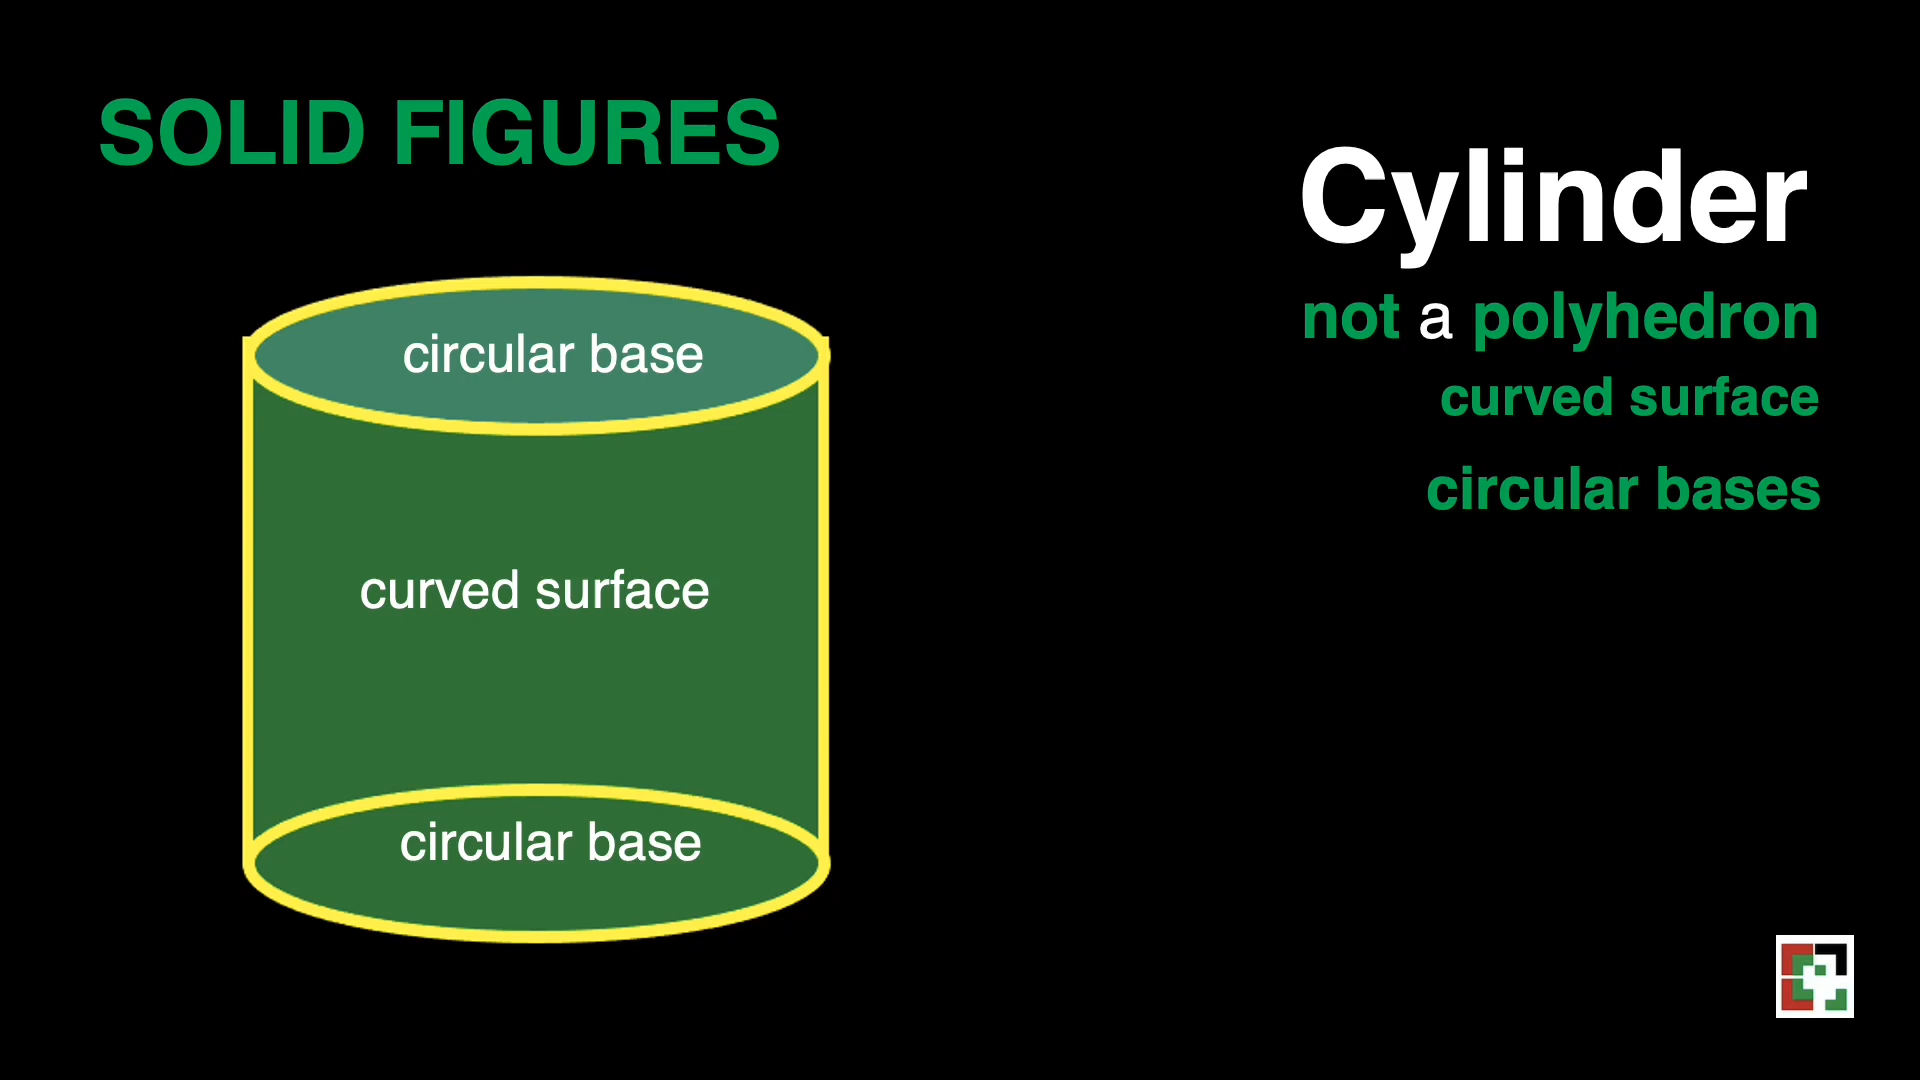 SOLID FIGURES
Cylinder
not a polyhedron
curved surface
circular bases
circular base
curved surface
circular base